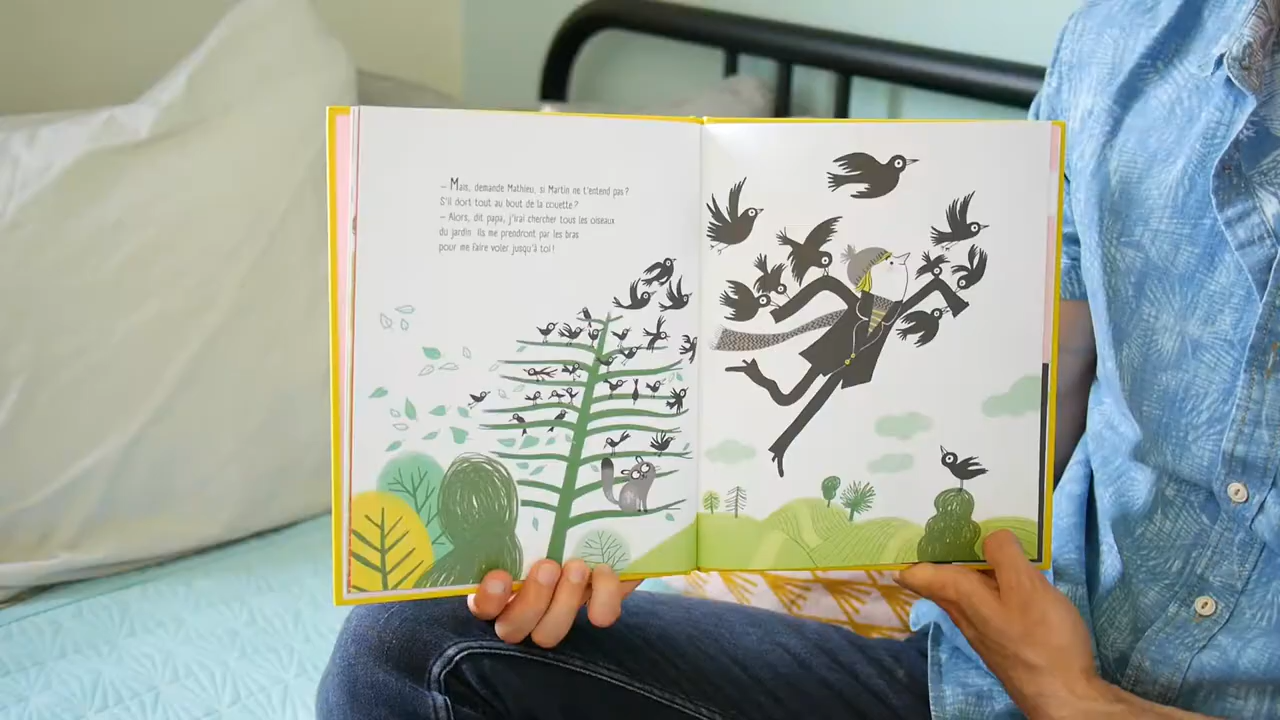 – Mais, demande Mathieu, si Martin ne t'entend pas ?
S'il dort tout au bout de la couette ?
– Alors, dit papa, j'irai chercher tous les oiseaux
du jardin. Ils me prendront par les bras
pour me faire voler jusqu'à toi !